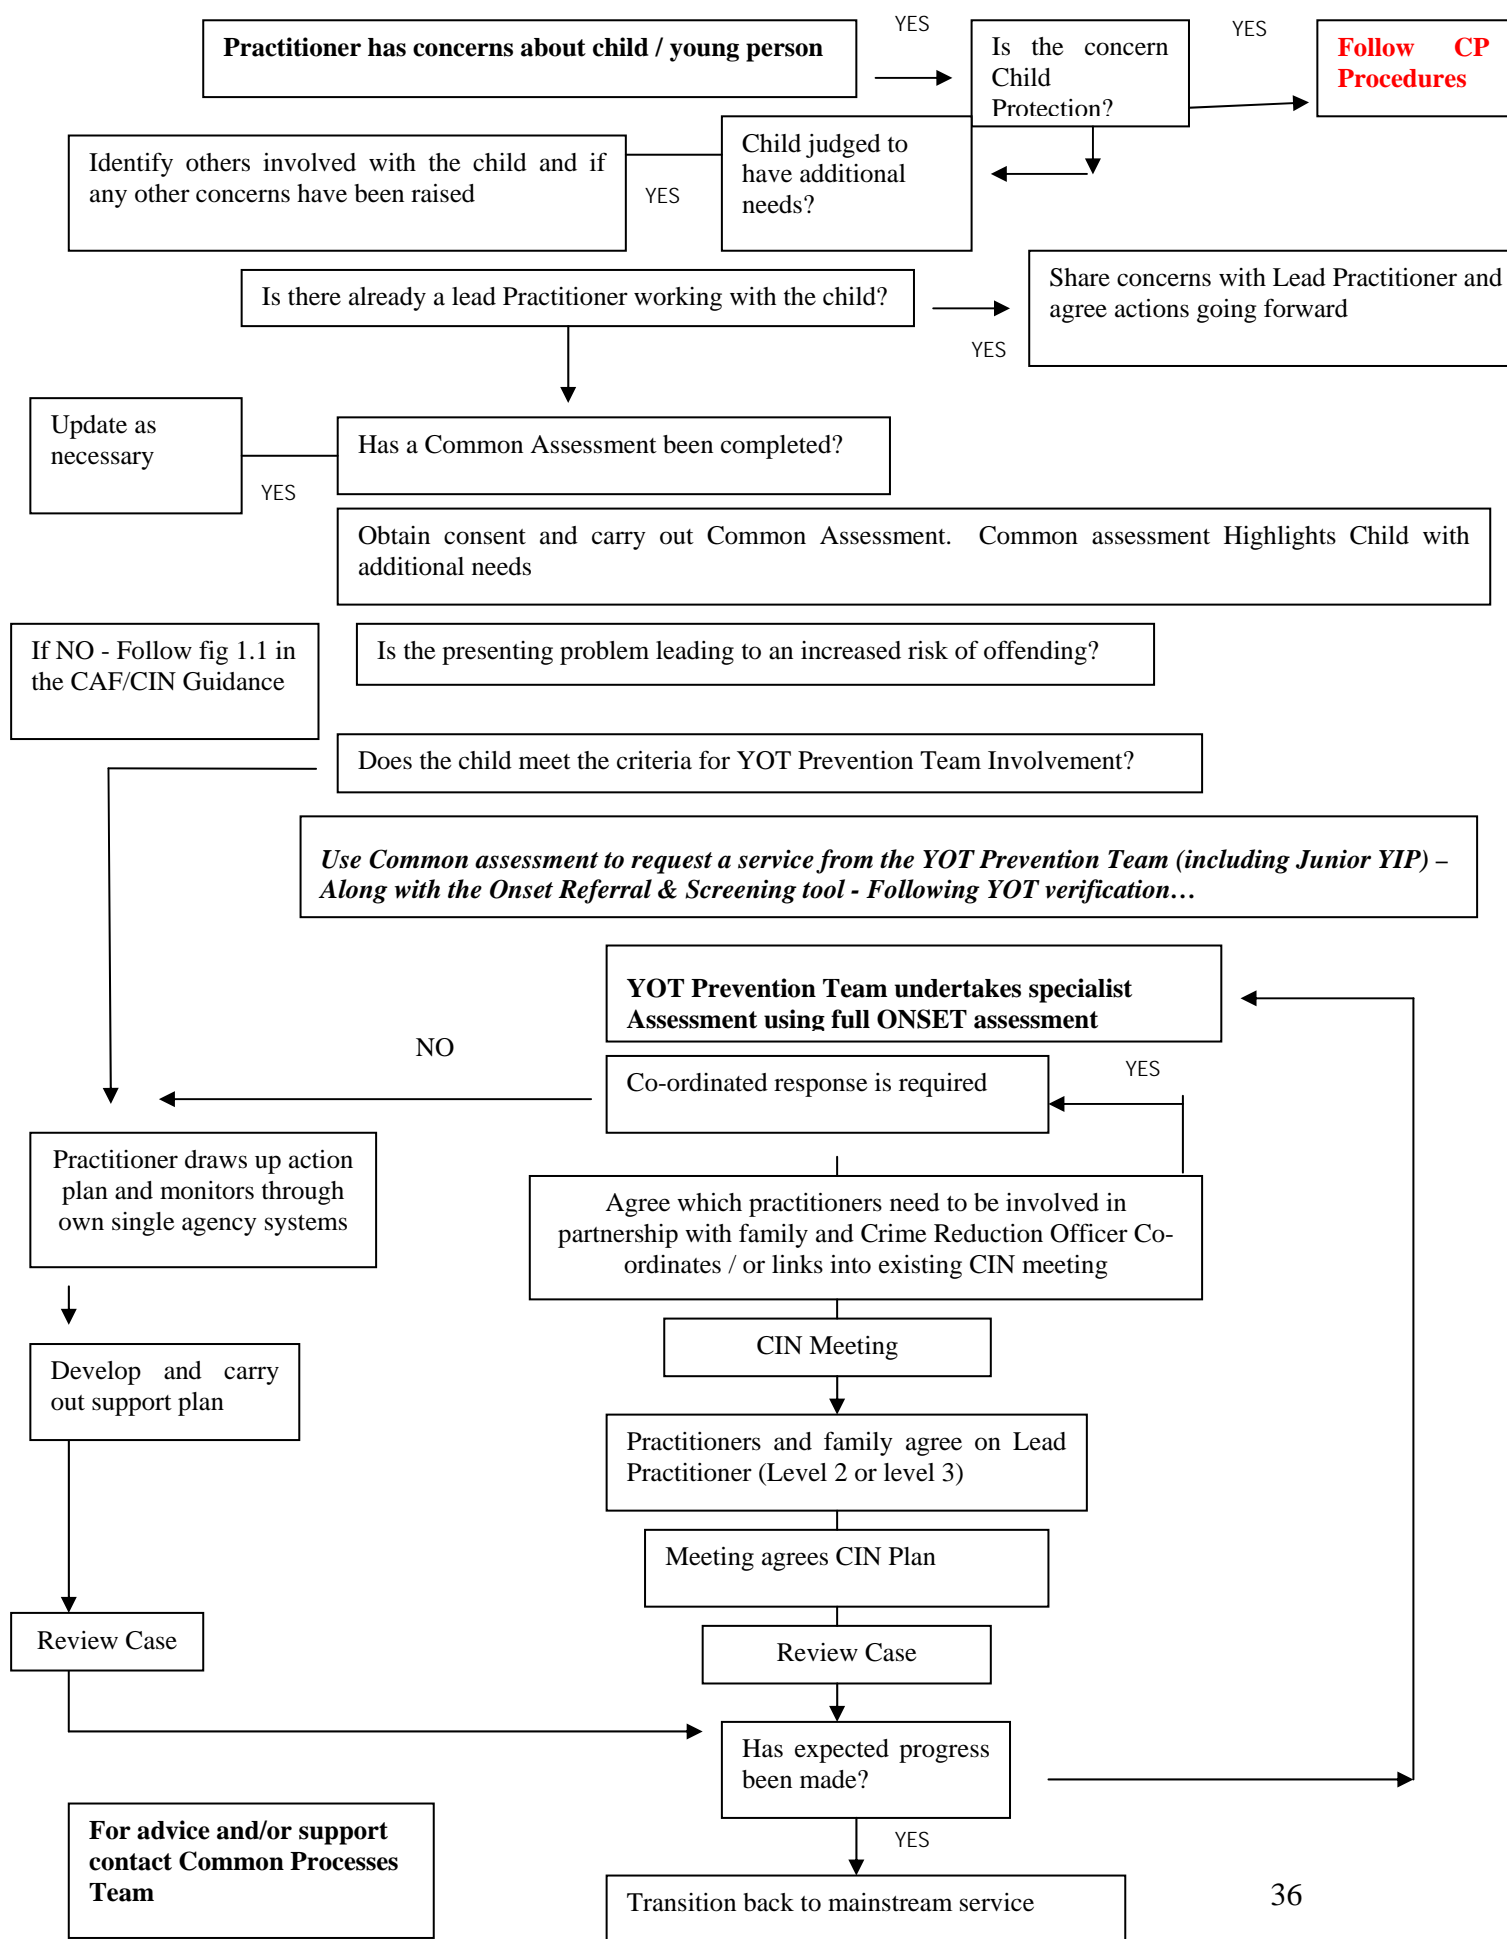 YES
YES
Practitioner has concerns about child / young person
Is the concern
Child
Protection?
Follow CP
Procedures
Identify others involved with the child and if
any other concerns have been raised
YES
Child judged to
have additional
needs?
Is there already a lead Practitioner working with the child?
YES
Share concerns with Lead Practitioner and
agree actions going forward
Update as
necessary
YES
Has a Common Assessment been completed?
Obtain consent and carry out Common Assessment. Common assessment Highlights Child with
additional needs
If NO - Follow fig 1.1 in
the CAF/CIN Guidance
Is the presenting problem leading to an increased risk of offending?
Does the child meet the criteria for YOT Prevention Team Involvement?
Use Common assessment to request a service from the YOT Prevention Team (including Junior YIP) –
Along with the Onset Referral & Screening tool - Following YOT verification…
YOT Prevention Team undertakes specialist
Assessment using full ONSET assessment
NO
Co-ordinated response is required
YES
Practitioner draws up action
plan and monitors through
own single agency systems
Agree which practitioners need to be involved in
partnership with family and Crime Reduction Officer Co-
ordinates / or links into existing CIN meeting
CIN Meeting
Develop and carry
out support plan
Practitioners and family agree on Lead
Practitioner (Level 2 or level 3)
Meeting agrees CIN Plan
Review Case
Review Case
Has expected progress
been made?
YES
For advice and/or support
contact Common Processes
Team
Transition back to mainstream service
36